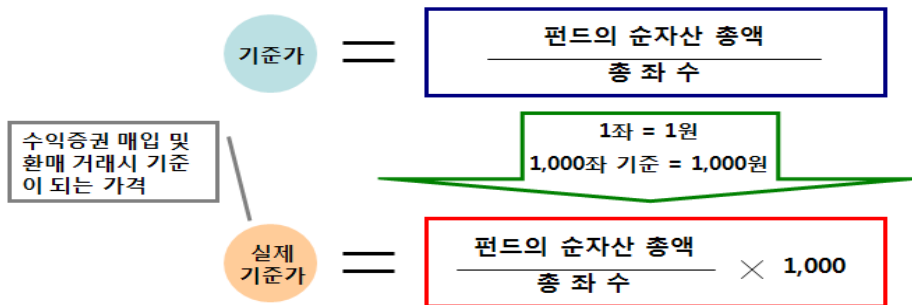 기준가
=
펀드의 순자산 총액
총 좌 수
수익증권 매입 및
환매 거래시 기준
이 되는 가격
1좌 = 1원
1,000좌 기준 = 1,000원
실제
기준가
=
펀드의 순자산 총액
총 좌 수
× 1,000